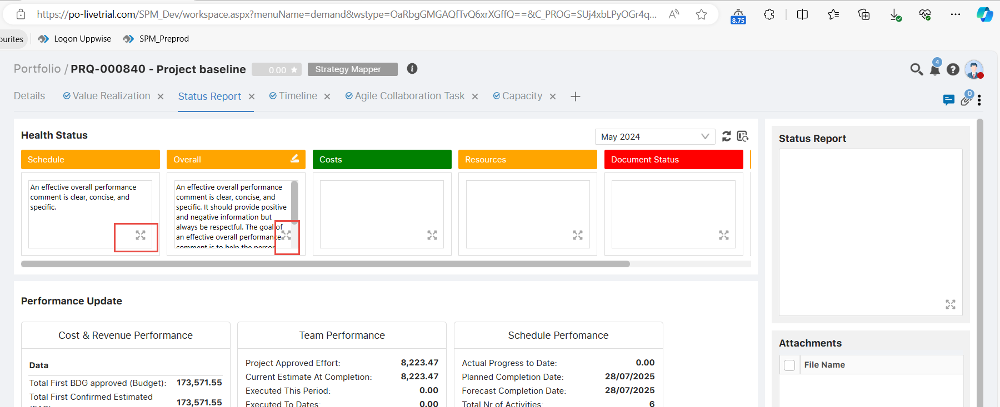 https://po-livetrial.com/SPM_Dev/workspace.aspx?menuName=demand&wstype=OaRbgGMGAQfTvQ6xrXGffQ==&C_PROG=SUj4xbLPyOGr4q...
8.75
ourites
Logon Uppwise
SPM_Preprod
Portfolio / PRQ-000840 - Project baseline
0.00
Strategy Mapper
4
Details
Value Realization
Status Report
Timeline
Agile Collaboration Task
Capacity
0
Health Status
May 2024
Schedule
Overall
Costs
Resources
Document Status
An effective overall performance
comment is clear, concise, and
specific.
An effective overall performance
comment is clear, concise, and
specific. It should provide positive
and negative information but
always be respectful. The goal of
an effective overall performance
comment is to help the person
Status Report
Performance Update
Cost & Revenue Performance
Data
Total First BDG approved (Budget): 173,571.55
Total First Confirmed Estimated
173,571.55
Team Performance
Project Approved Effort: 8,223.47
Current Estimate At Completion: 8,223.47
Executed This Period: 0.00
Executed To Dates: 0.00
Schedule Perfomance
Actual Progress to Date: 0.00
Planned Completion Date: 28/07/2025
Forecast Completion Date: 28/07/2025
Total Nr of Activities: 6
Attachments
File Name